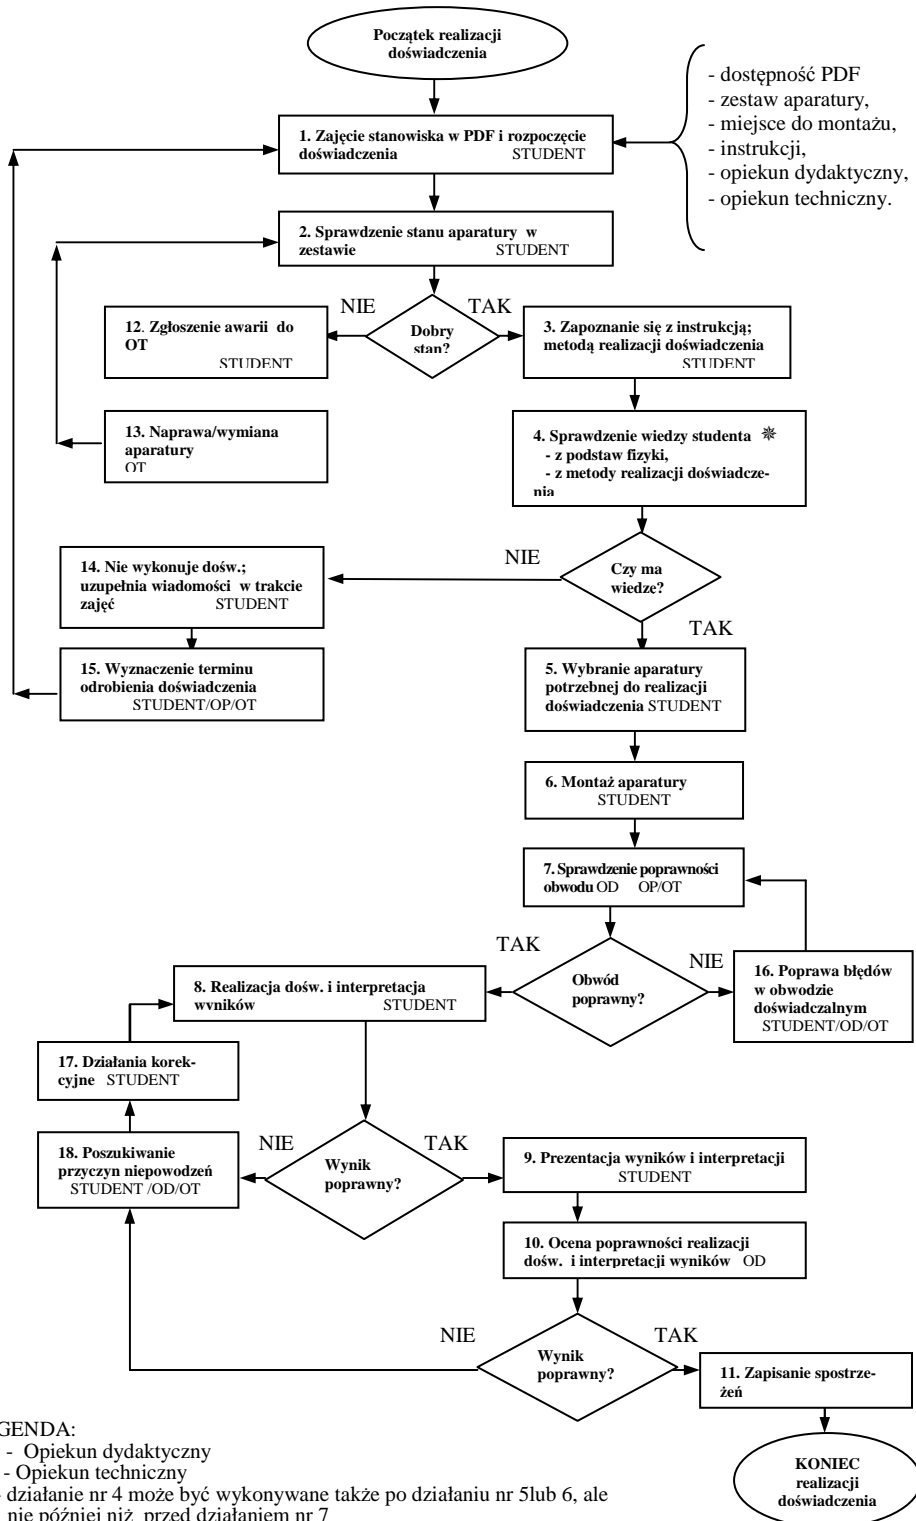 Początek realizacji
doświadczenia
- dostępność PDF
- zestaw aparatury,
- miejsce do montażu,
- instrukcji,
- opiekun dydaktyczny,
- opiekun techniczny.
1. Zajęcie stanowiska w PDF i rozpoczęcie
doświadczenia STUDENT
2. Sprawdzenie stanu aparatury w
zestawie STUDENT
NIE TAK
Dobry
stan?
12. Zgłoszenie awarii do
OT
STUDENT
3. Zapoznanie się z instrukcją;
metodą realizacji doświadczenia
STUDENT
13. Naprawa/wymiana
aparatury
OT
4. Sprawdzenie wiedzy studenta ✵
- z podstaw fizyki,
- z metody realizacji doświadcze-
nia
NIE
Czy ma
wiedze?
TAK
14. Nie wykonuje dośw.;
uzupełnia wiadomości w trakcie
zajęć STUDENT
15. Wyznaczenie terminu
odrobienia doświadczenia
STUDENT/OP/OT
5. Wybranie aparatury
potrzebnej do realizacji
doświadczenia STUDENT
6. Montaż aparatury
STUDENT
7. Sprawdzenie poprawności
obwodu OD OP/OT
TAK
NIE
Obwód
poprawny?
8. Realizacja dośw. i interpretacja
wyników STUDENT
16. Poprawa błędów
w obwodzie
doświadczalnym
STUDENT/OD/OT
17. Działania korek-
cyjne STUDENT
NIE TAK
Wynik
poprawny?
18. Poszukiwanie
przyczyn niepowodzeń
STUDENT /OD/OT
9. Prezentacja wyników i interpretacji
STUDENT
10. Ocena poprawności realizacji
dośw. i interpretacji wyników OD
NIE TAK
Wynik
poprawny?
11. Zapisanie spostrze-
żeń
KONIEC
realizacji
doświadczenia
GENDA:
- Opiekun dydaktyczny
- Opiekun techniczny
- działanie nr 4 może być wykonywane także po działaniu nr 5lub 6, ale
nie później niż przed działaniem nr 7